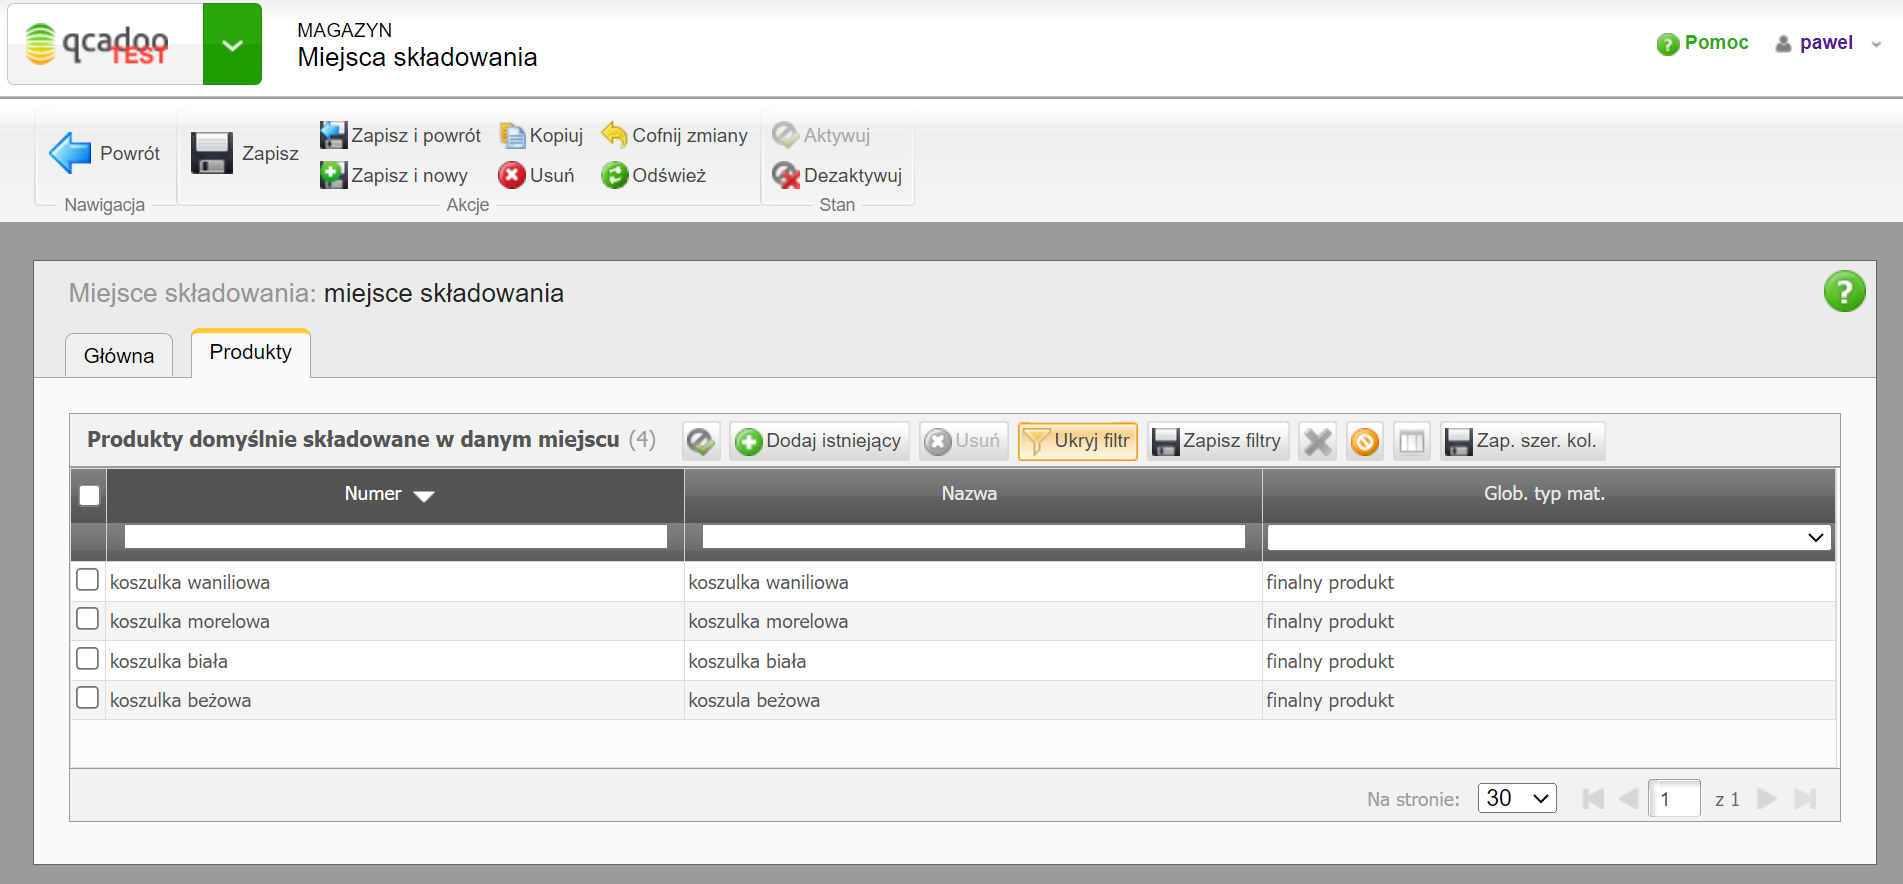 qcadoo
TEST
MAGAZYN
Miejsca składowania
Pomoc
pawel
Powrót
Nawigacja
Zapisz
Zapisz i powrót
Kopiuj
Cofnij zmiany
Zapisz i nowy
Usuń
Odśwież
Akcje
Aktywuj
Dezaktywuj
Stan
Miejsce składowania: miejsce składowania
?
Główna
Produkty
Produkty domyślnie składowane w danym miejscu (4)
Dodaj istniejący
Usuń
Ukryj filtr
Zapisz filtry
Zap. szer. kol.
Numer
Nazwa
Glob. typ mat.
koszulka waniliowa koszulka waniliowa finalny produkt
koszulka morelowa koszulka morelowa finalny produkt
koszulka biała koszulka biała finalny produkt
koszulka beżowa koszula beżowa finalny produkt
Na stronie: 30 1 z 1